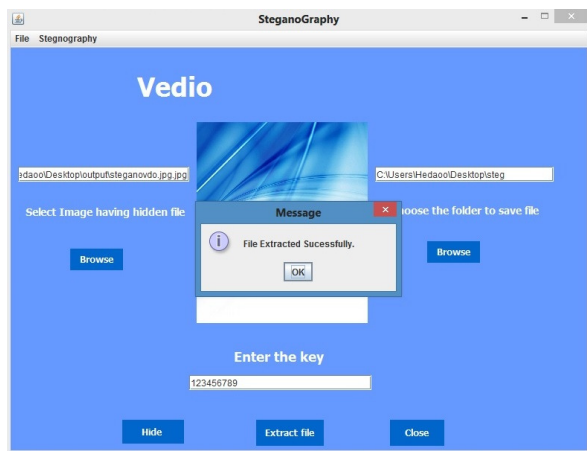 SteganoGraphy
File Stegnography
Vedio
edaoo\Desktop\output\steganovdo.jpg.jpg
C:\Users\Hedaoo\Desktop\steg
Select Image having hidden file
hoose the folder to save file
Message
File Extracted Sucessfully.
OK
Browse
Browse
Enter the key
123456789
Hide
Extract file
Close